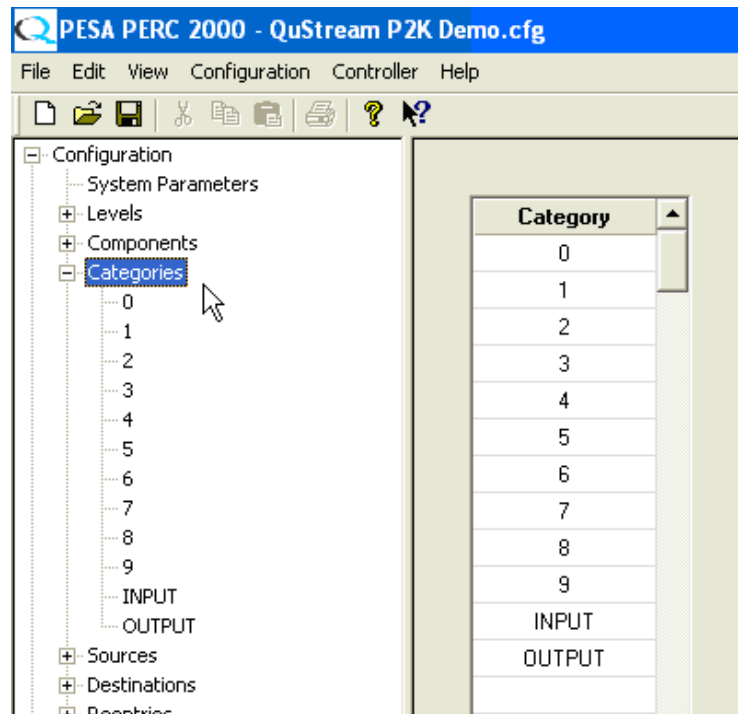 PESA PERC 2000 - QuStream P2K Demo.cfg
File Edit View Configuration Controller Help
Configuration
System Parameters
Levels
Components
Categories
0
1
2
3
4
5
6
7
8
9
INPUT
OUTPUT
Sources
Destinations
Category
0
1
2
3
4
5
6
7
8
9
INPUT
OUTPUT